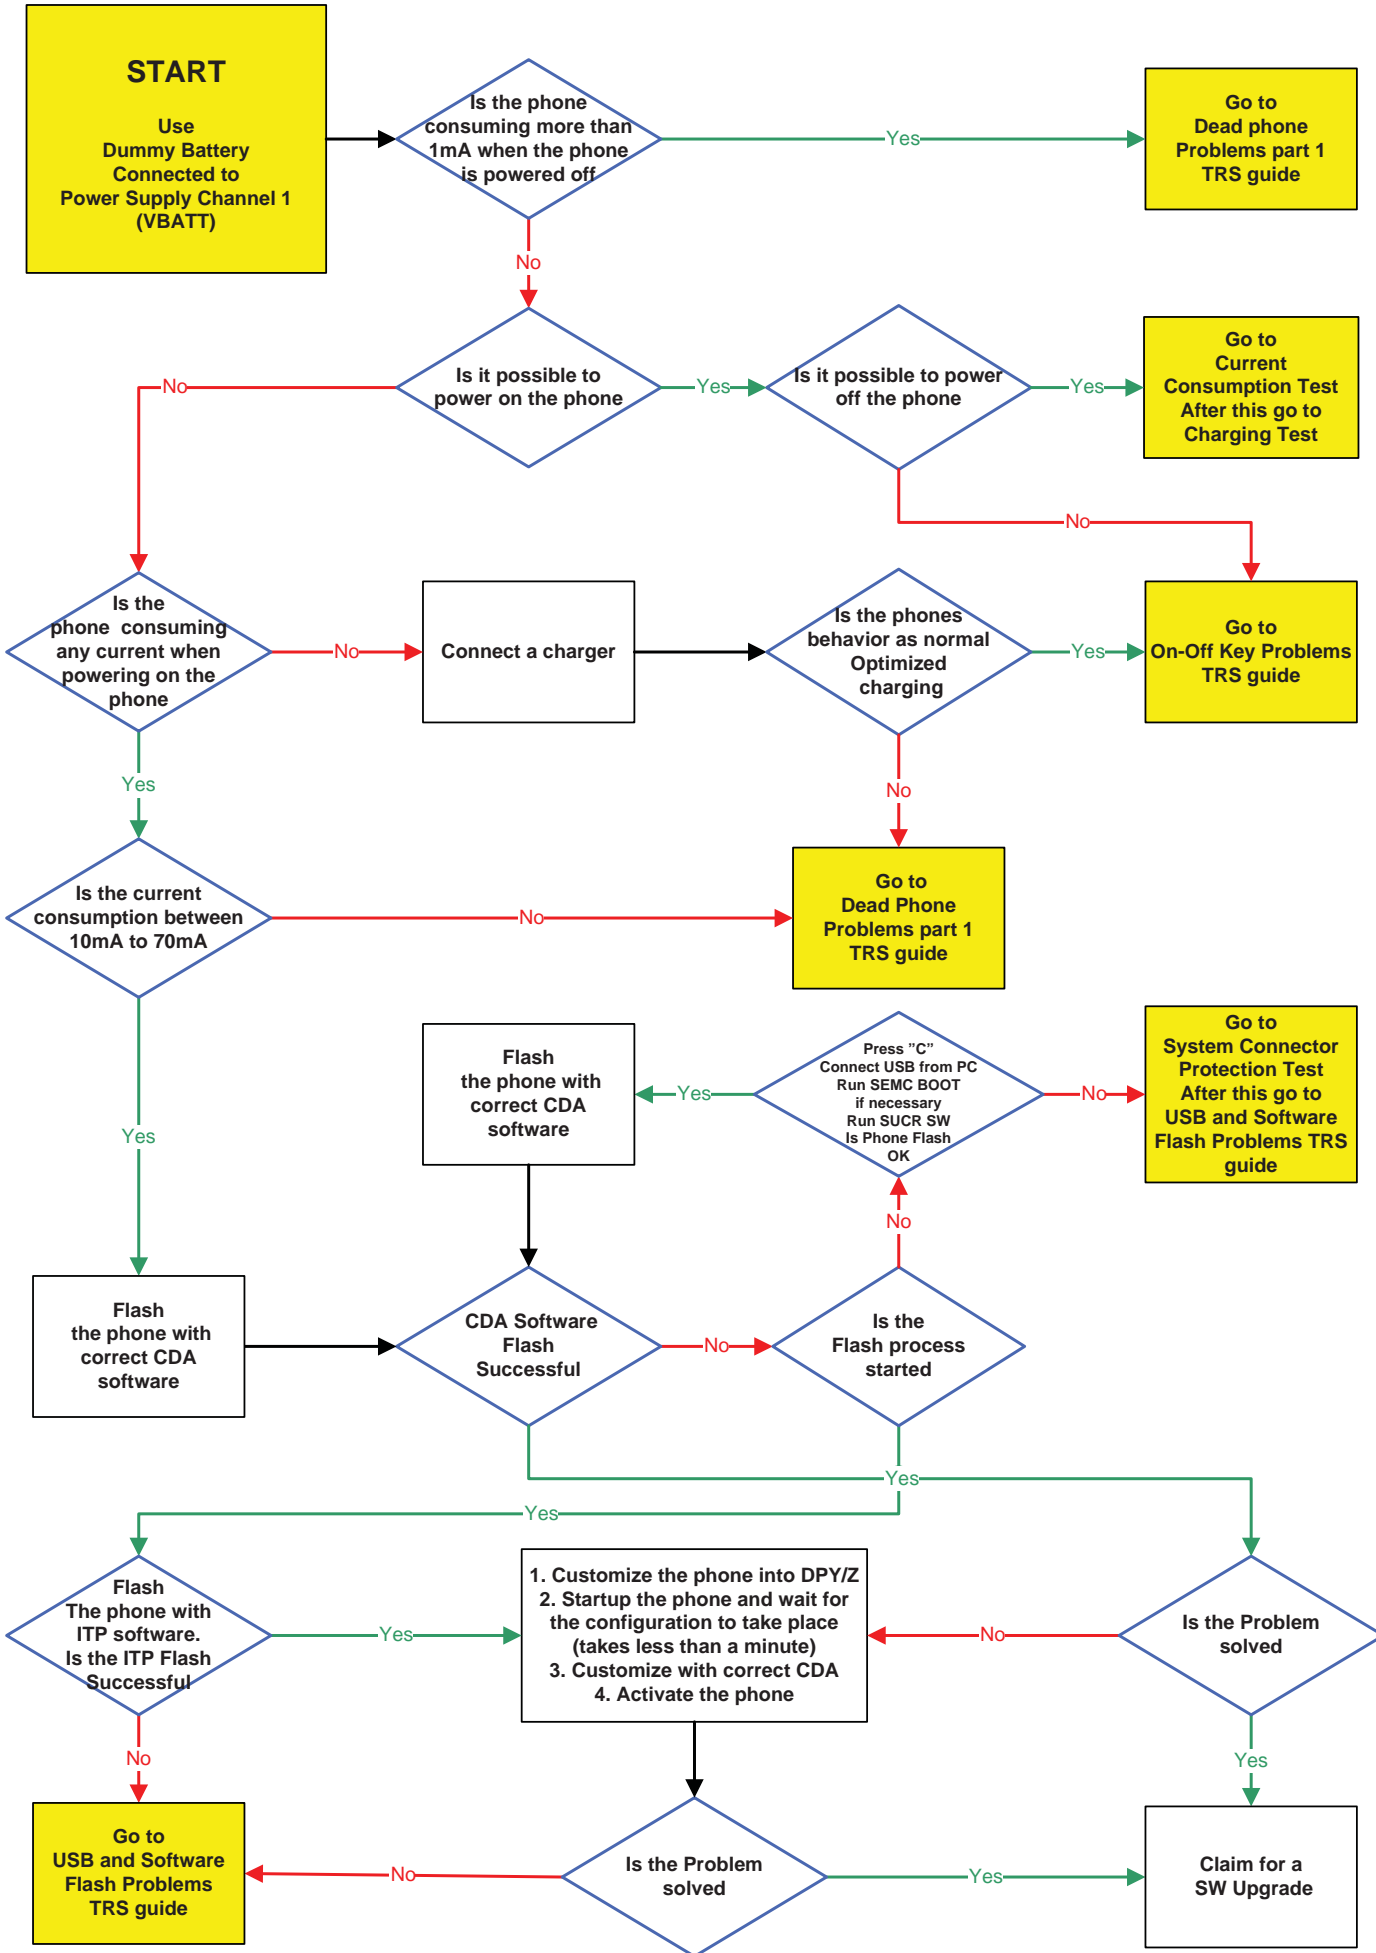 START
Use
Dummy Battery
Connected to
Power Supply Channel 1
(VBATT)
Is the phone
consuming more than
1mA when the phone
is powered off
Yes
Go to
Dead phone
Problems part 1
TRS guide
No
Is it possible to
power on the phone
No
Yes
Is it possible to power
off the phone
Yes
Go to
Current
Consumption Test
After this go to
Charging Test
No
Is the
phone consuming
any current when
powering on the
phone
No
Connect a charger
Is the phones
behavior as normal
Optimized
charging
Yes
Go to
On-Off Key Problems
TRS guide
Yes
No
Is the current
consumption between
10mA to 70mA
No
Go to
Dead Phone
Problems part 1
TRS guide
Yes
Flash
the phone with
correct CDA
software
Yes
Press ”C”
Connect USB from PC
Run SEMC BOOT
if necessary
Run SUCR SW
Is Phone Flash
OK
No
Go to
System Connector
Protection Test
After this go to
USB and Software
Flash Problems TRS
guide
No
Flash
the phone with
correct CDA
software
CDA Software
Flash
Successful
No
Is the
Flash process
started
Yes
Yes
Flash
The phone with
ITP software.
Is the ITP Flash
Successful
Yes
1. Customize the phone into DPY/Z
2. Startup the phone and wait for
the configuration to take place
(takes less than a minute)
3. Customize with correct CDA
4. Activate the phone
No
Is the Problem
solved
No
Yes
Go to
USB and Software
Flash Problems
TRS guide
No
Is the Problem
solved
Yes
Claim for a
SW Upgrade